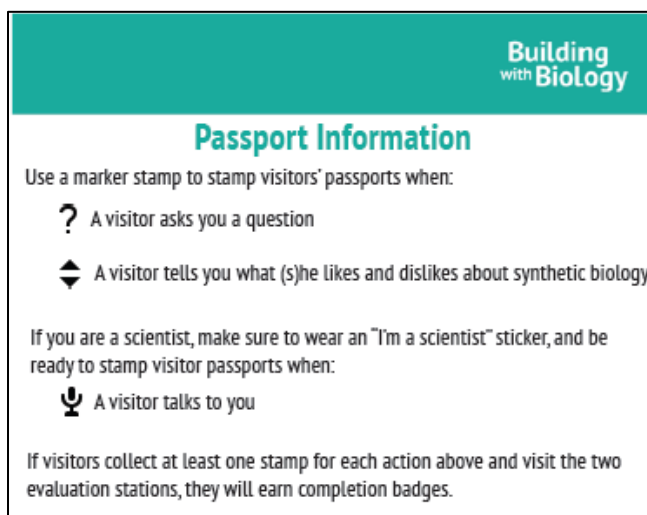 Building
with Biology
Passport Information
Use a marker stamp to stamp visitors' passports when:
? A visitor asks you a question
A visitor tells you what (s)he likes and dislikes about synthetic biology
If you are a scientist, make sure to wear an "I'm a scientist" sticker, and be
ready to stamp visitor passports when:
A visitor talks to you
If visitors collect at least one stamp for each action above and visit the two
evaluation stations, they will earn completion badges.